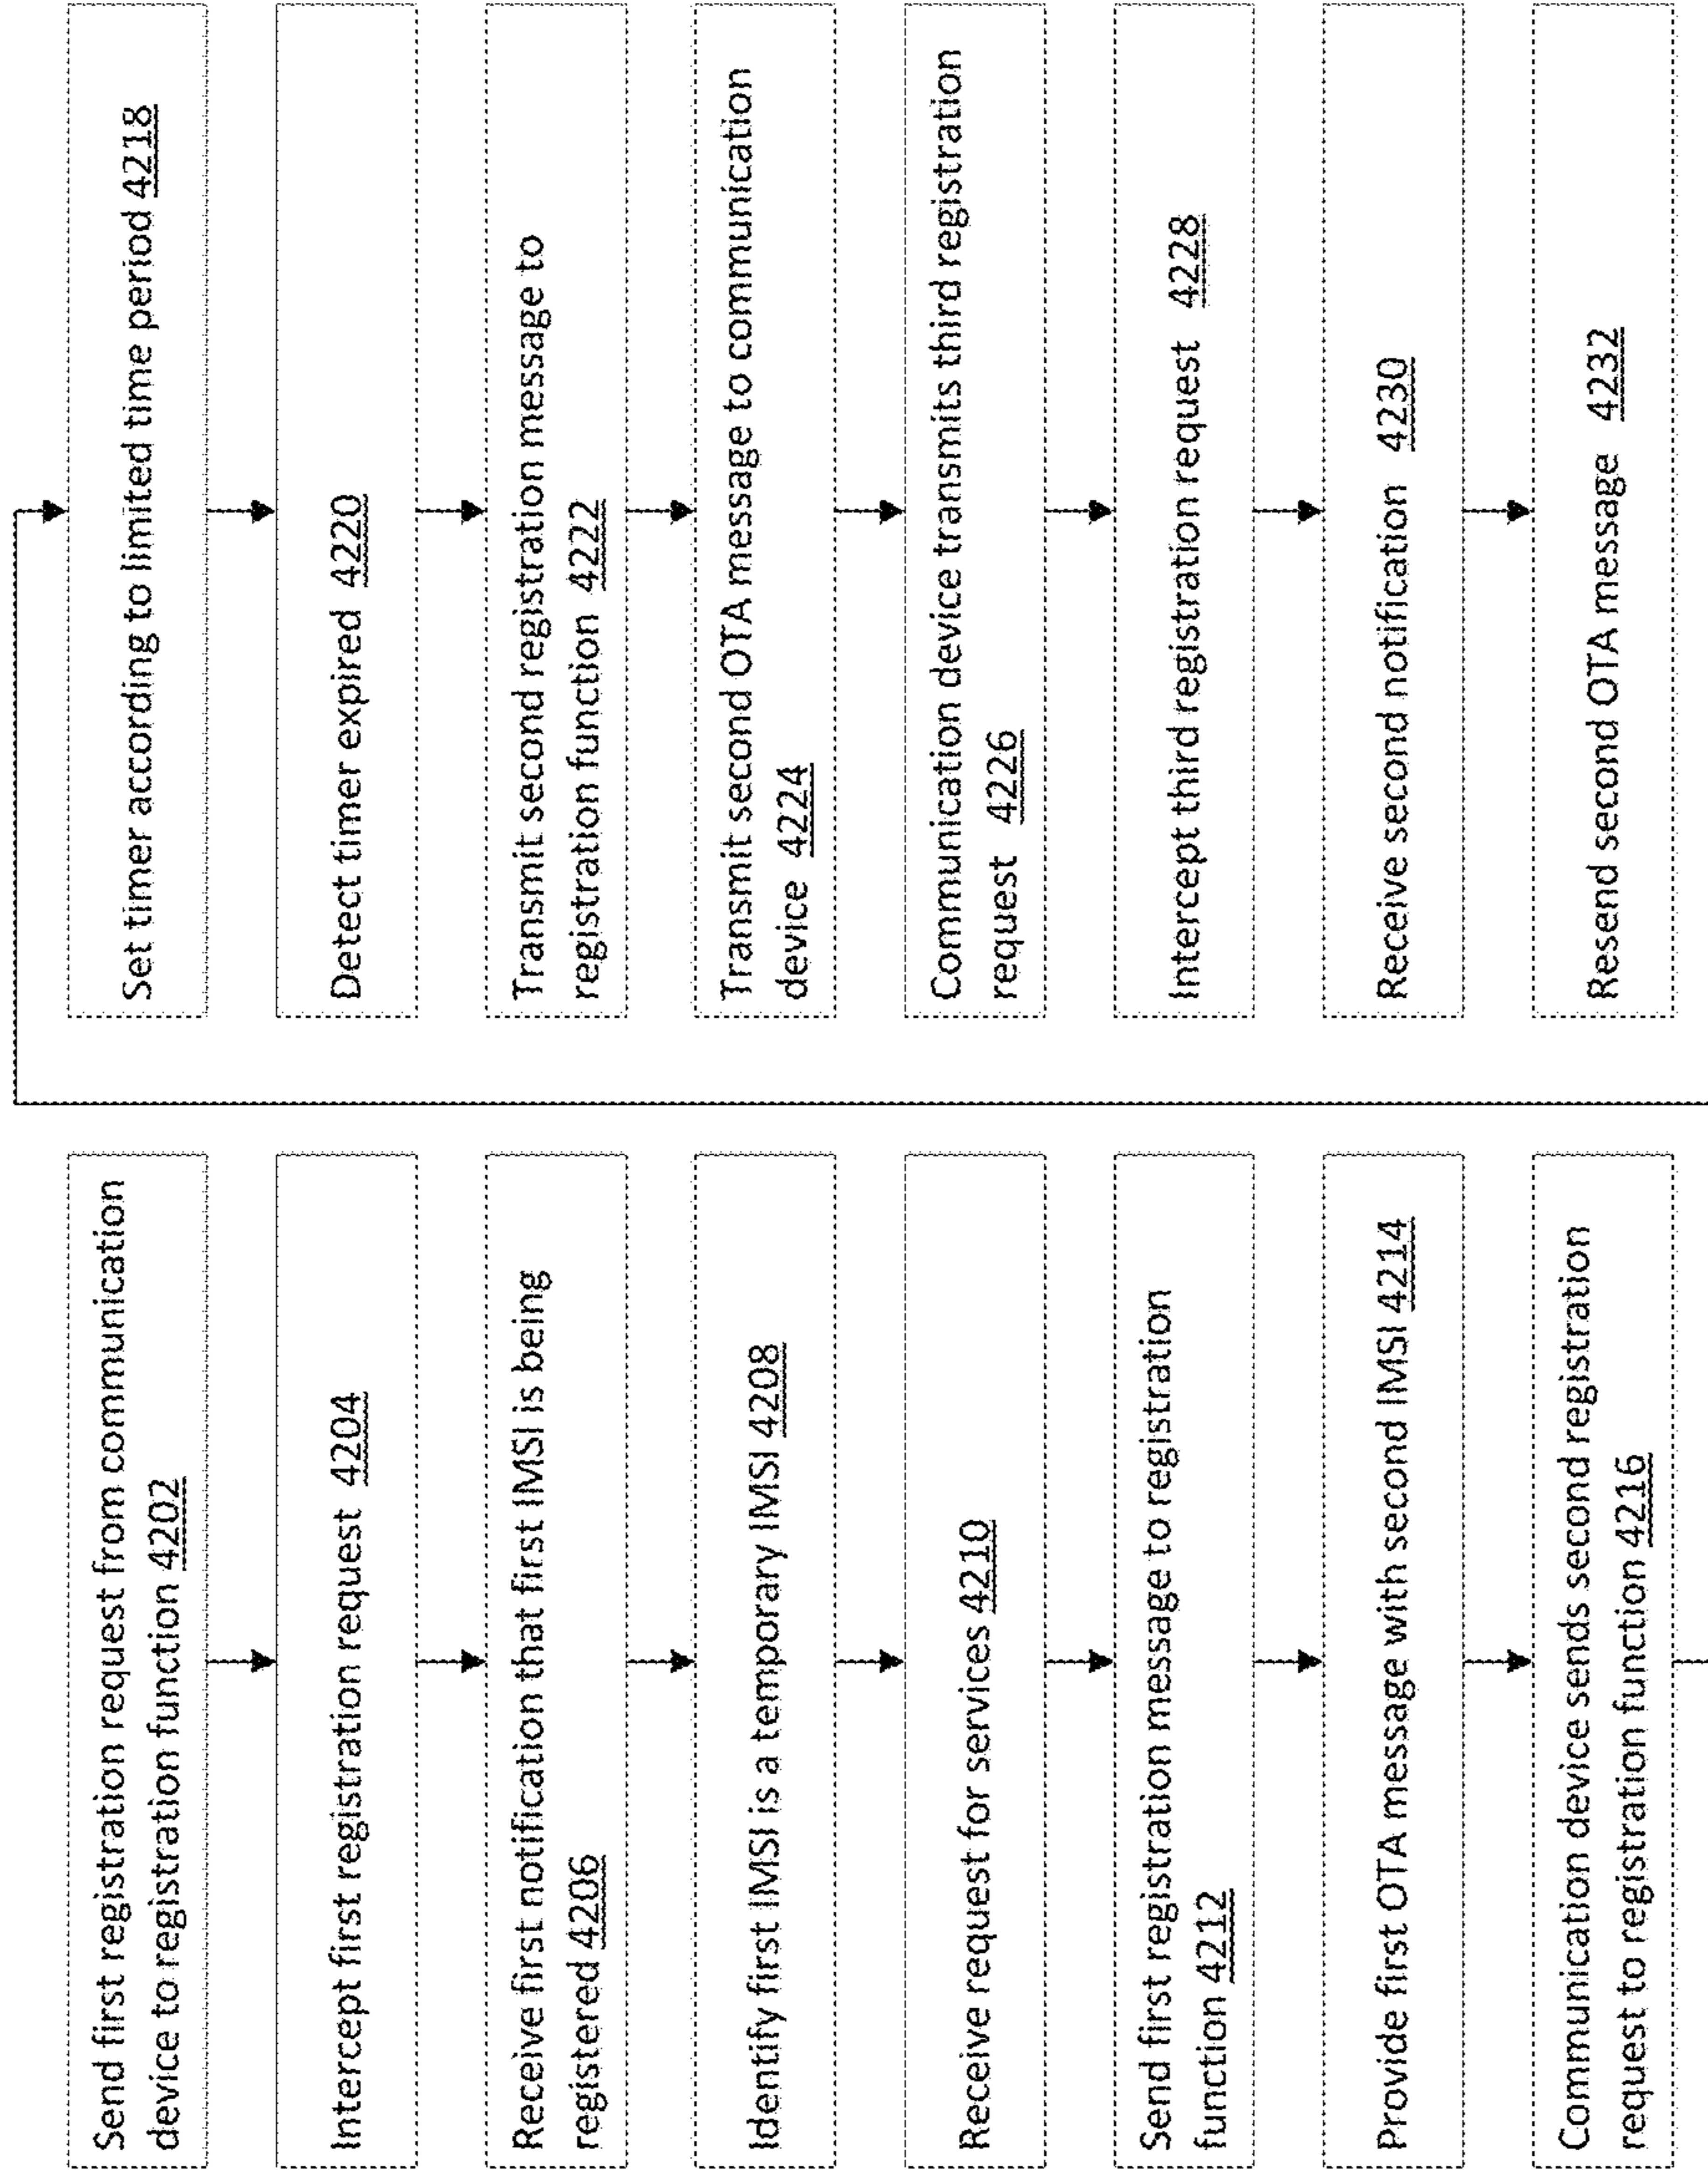 Send first registration request from communication
device to registration function 4202
Intercept first registration request 4204
Receive first notification that first IMSI is being
registered 4206
Identify first IMSI is a temporary IMSI 4208
Receive request for services 4210
Send first registration message to registration
function 4212
Provide first OTA message with second IMSI 4214
Communication device sends second registration
request to registration function 4216
Set timer according to limited time period 4218
Detect timer expired 4220
Transmit second registration message to
registration function 4222
Transmit second OTA message to communication
device 4224
Communication device transmits third registration
request 4226
Intercept third registration request 4228
Receive second notification 4230
Resend second OTA message 4232